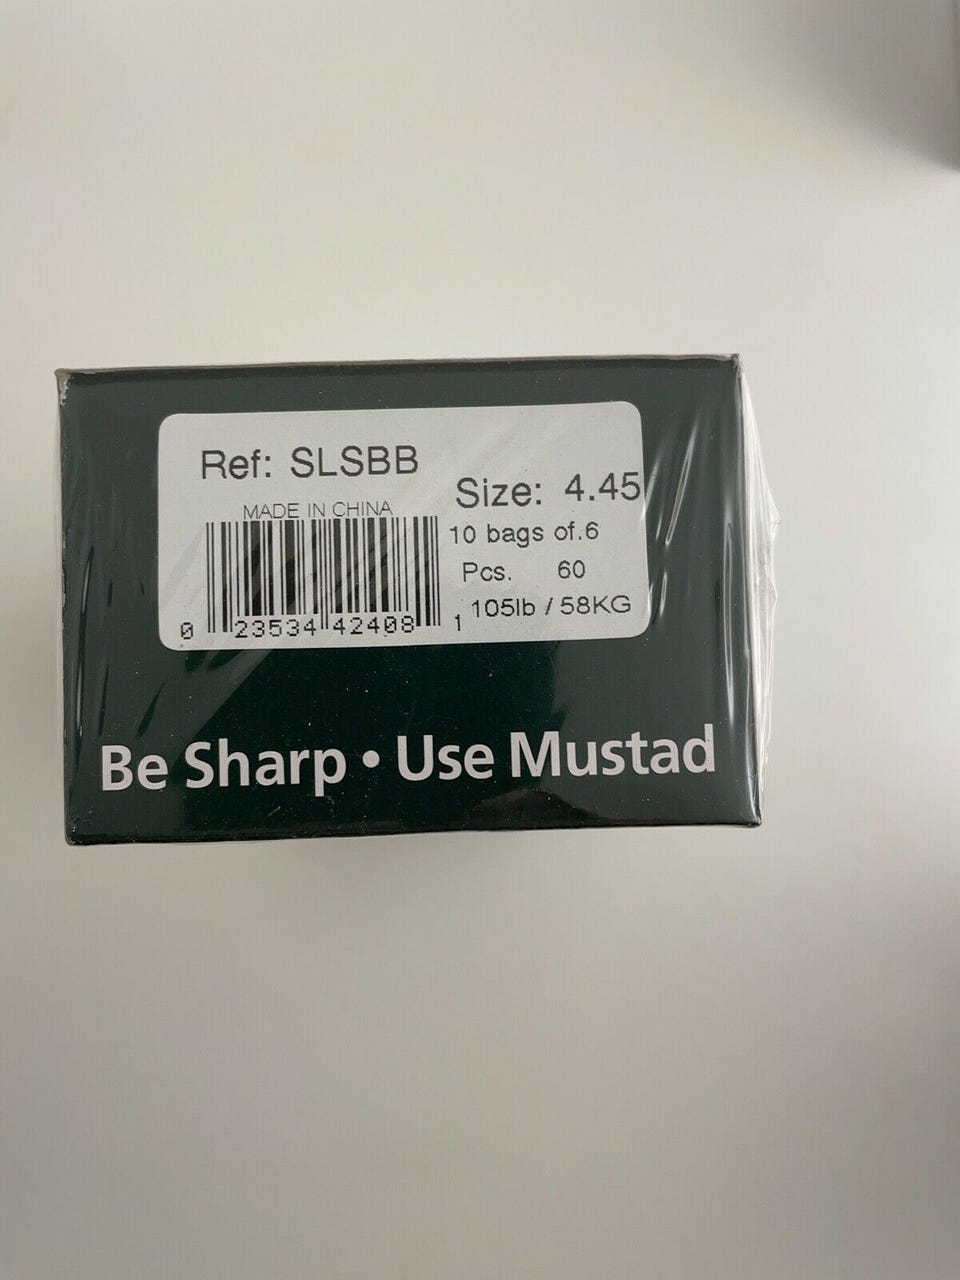 Ref: SLSBB
MADE IN CHINA
0 23534 42408 1
Size: 4.45
10 bags of.6
Pcs. 60
105lb / 58KG
Be Sharp • Use Mustad